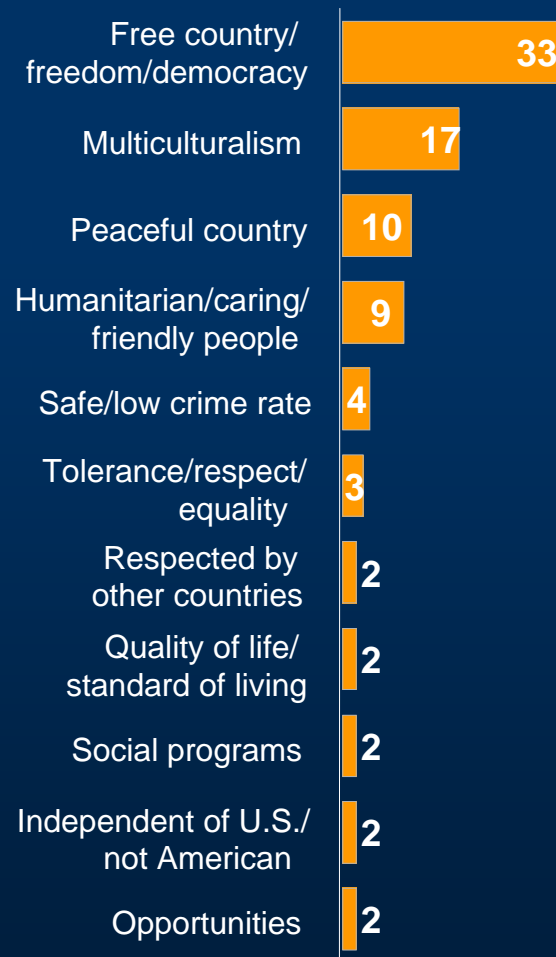 Free country/
freedom/democracy
33
Multiculturalism
17
Peaceful country
10
Humanitarian/caring/
friendly people
9
Safe/low crime rate
4
Tolerance/respect/
equality
3
Respected by
other countries
2
Quality of life/
standard of living
2
Social programs
2
Independent of U.S./
not American
2
Opportunities
2